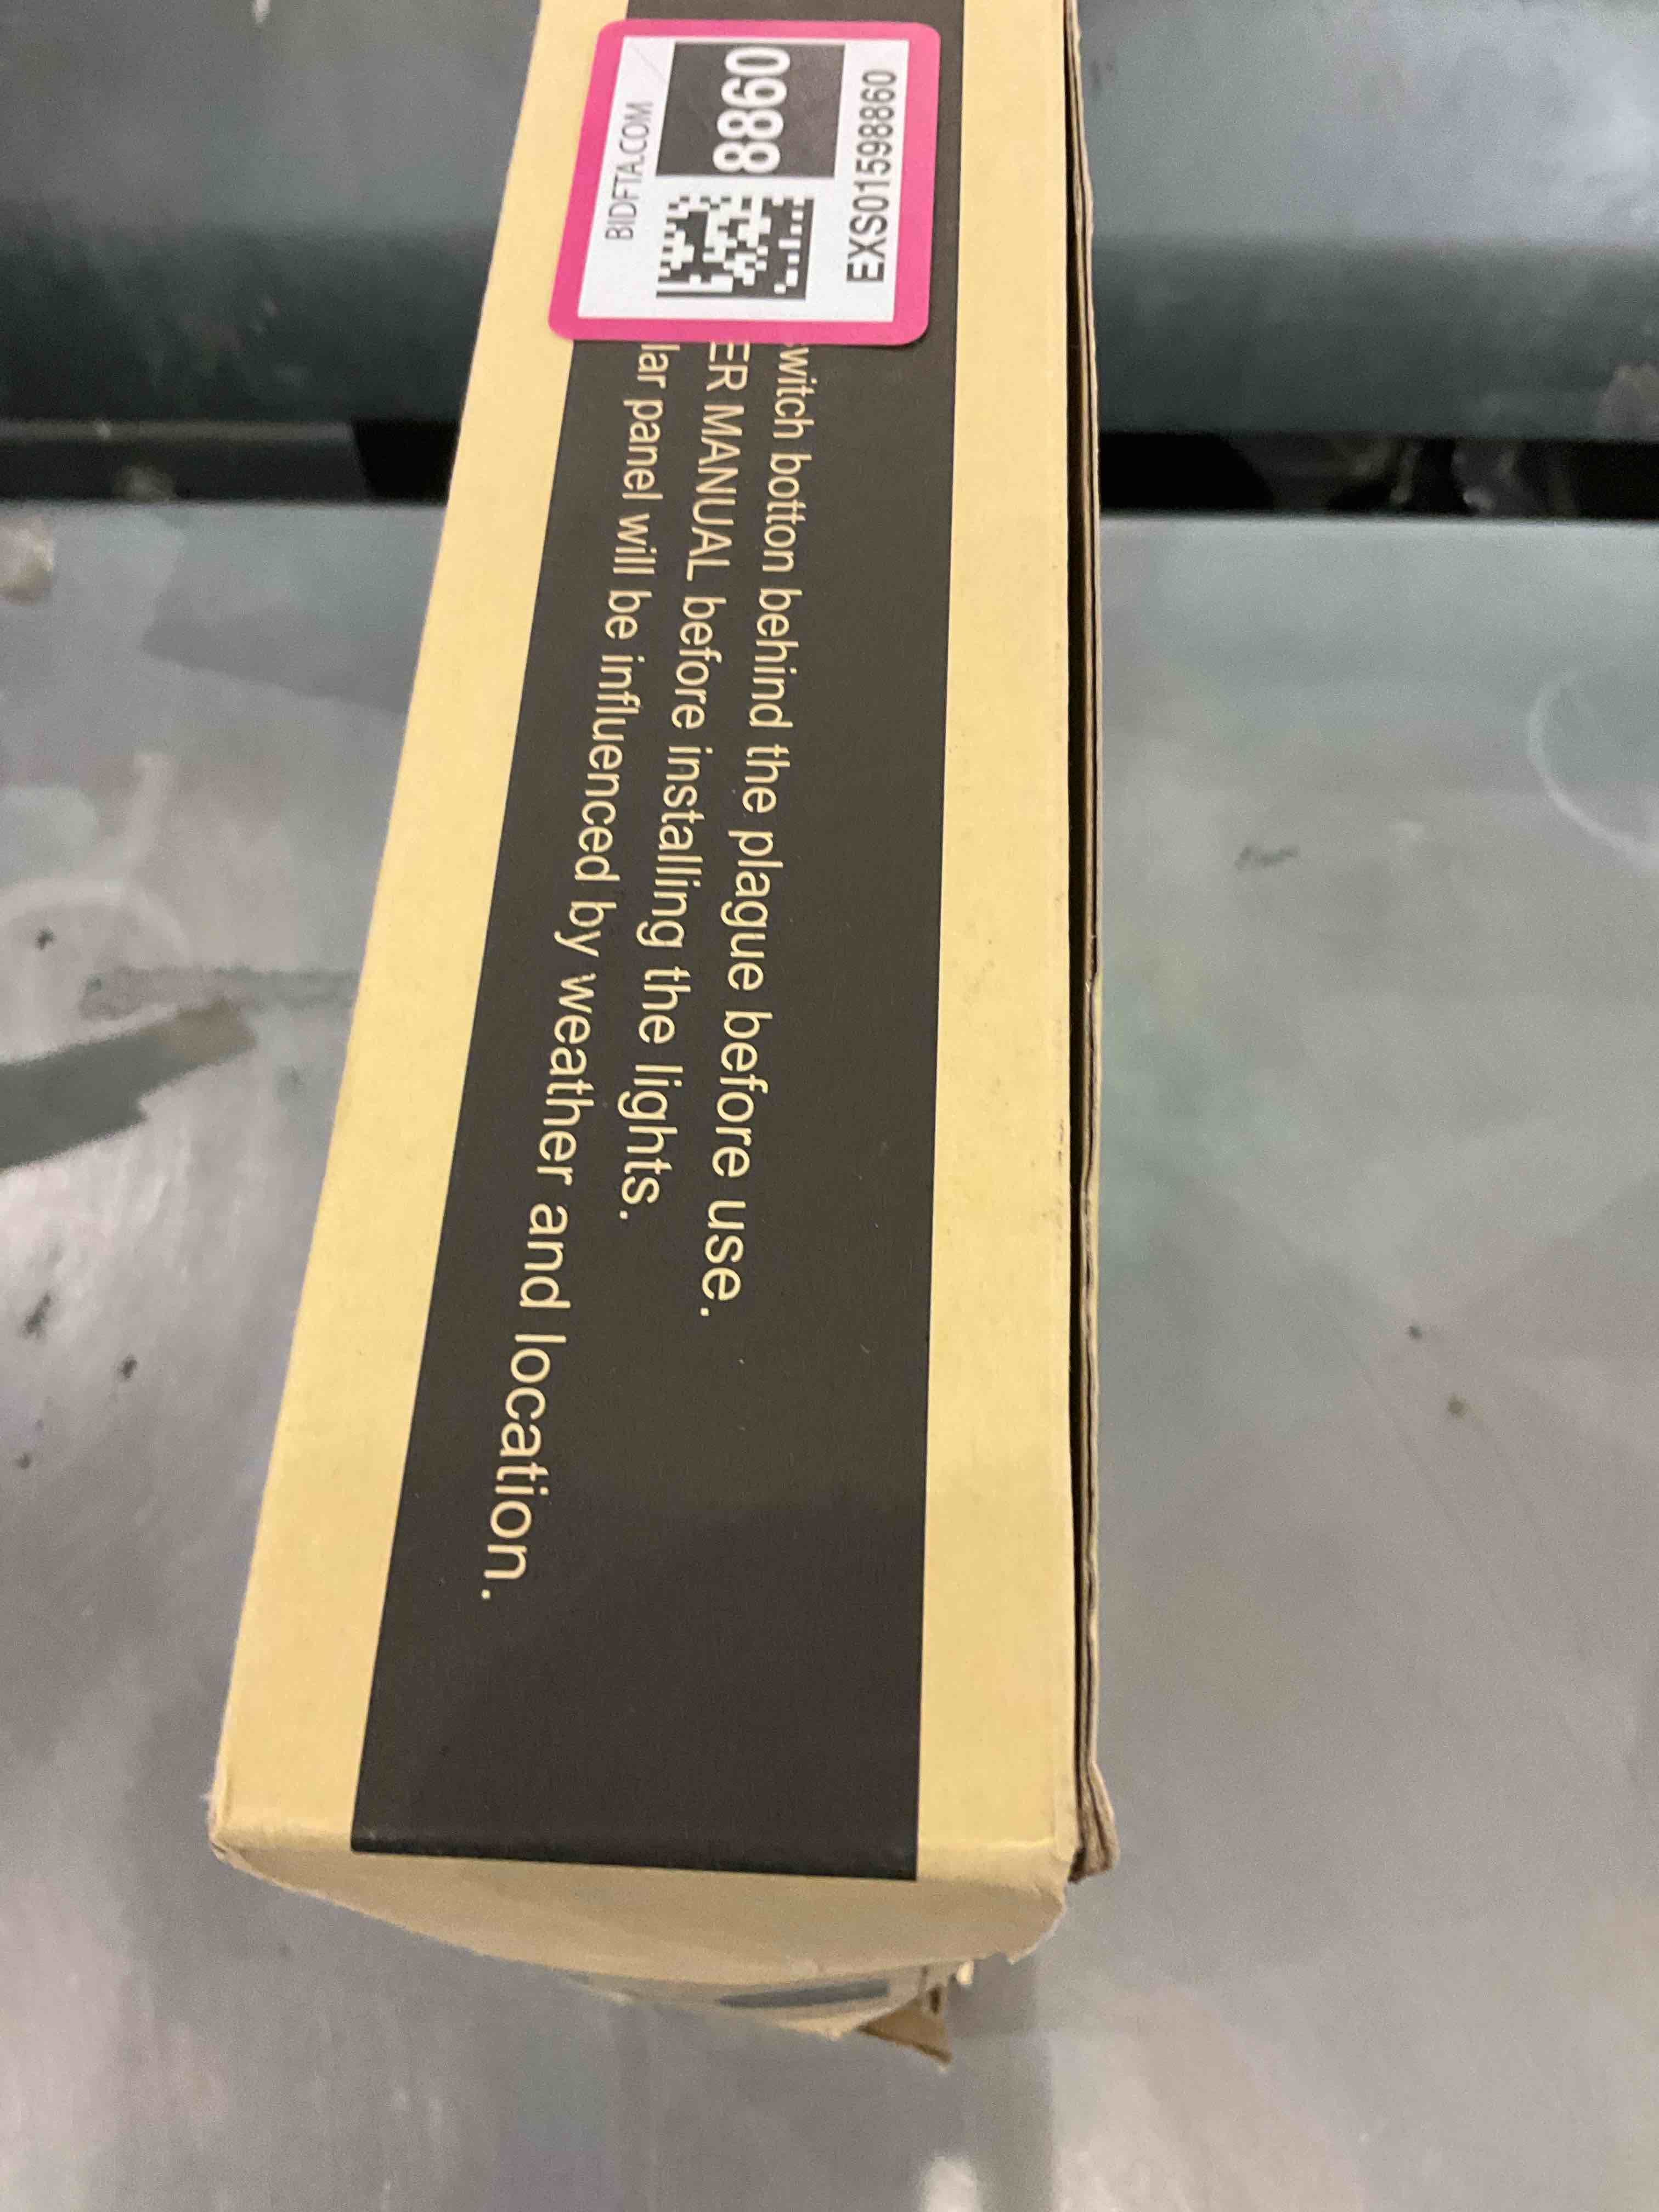 BIDFTA.COM
8860
EXS01598860
witch botton behind the plague before use.
ER MANUAL before installing the lights.
lar panel will be influenced by weather and location.